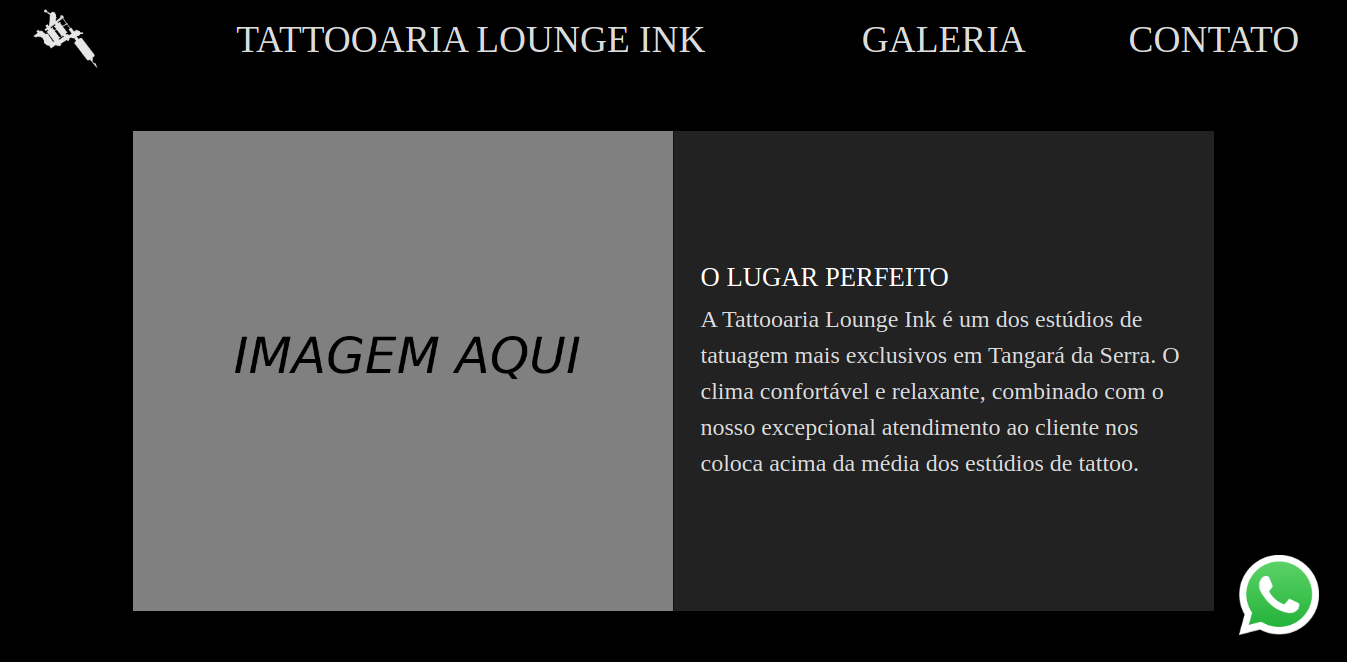 TATTOOARIA LOUNGE INK
GALERIA
CONTATO
IMAGEM AQUI
O LUGAR PERFEITO
A Tattooaria Lounge Ink é um dos estúdios de
tatuagem mais exclusivos em Tangará da Serra. O
clima confortável e relaxante, combinado com o
nosso excepcional atendimento ao cliente nos
coloca acima da média dos estúdios de tattoo.